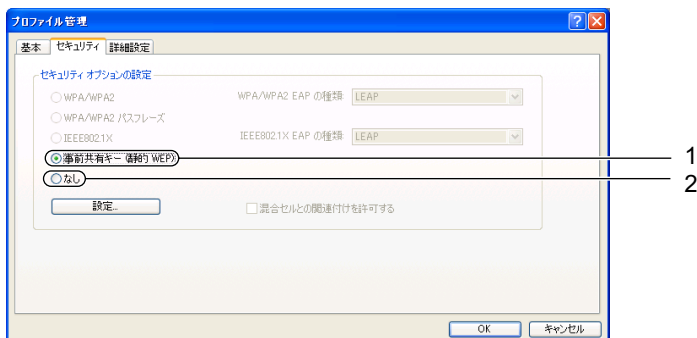 プロファイル管理
基本 セキュリティ 詳細設定
セキュリティ オプションの設定
WPA/WPA2 WPA/WPA2 EAP の種類: LEAP
WPA/WPA2 パスフレーズ
IEEE802.1X IEEE802.1X EAP の種類: LEAP
事前共有キー (静的 WEP) 1
なし 2
設定... 混合セルとの関連付けを許可する
OK キャンセル